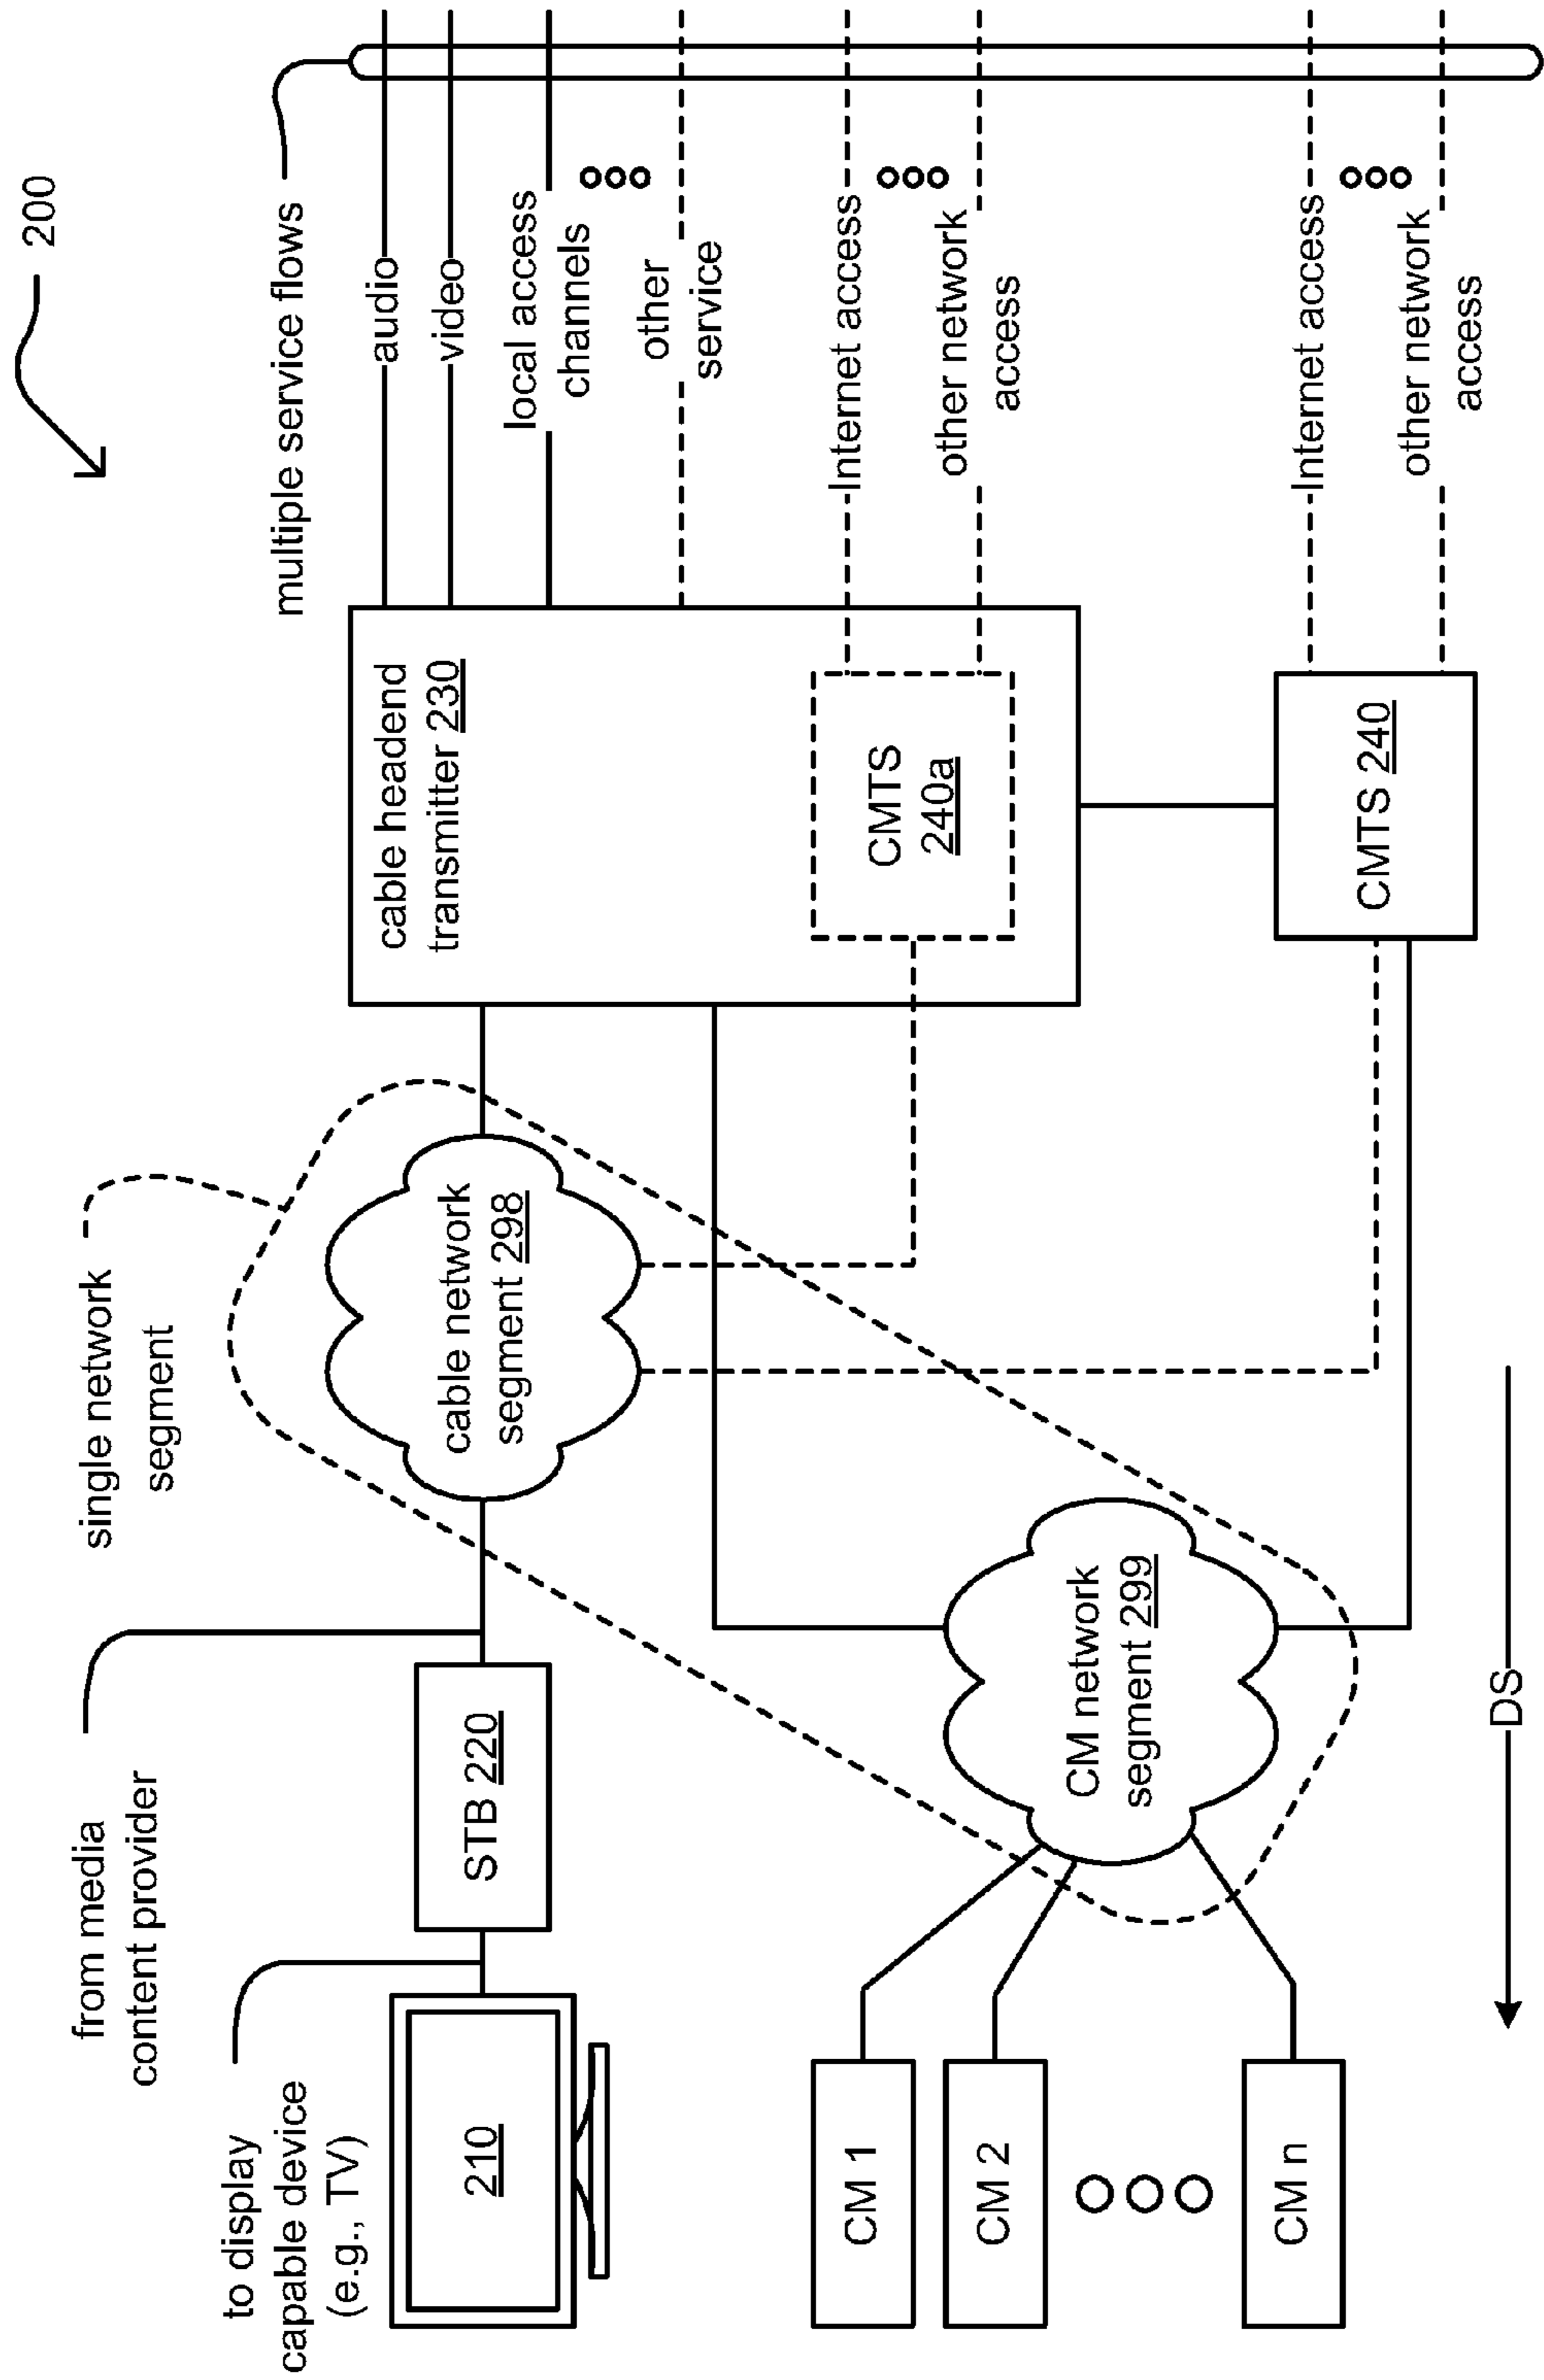 200
multiple service flows
audio
video
local access
channels
other
service
Internet access
other network
access
Internet access
other network
access
cable headend
transmitter 230
CMTS
240a
CMTS 240
single network
segment
cable network
segment 298
CM network
segment 299
from media
content provider
STB 220
to display
capable device
(e.g., TV)
210
CM 1
CM 2
CM n
DS